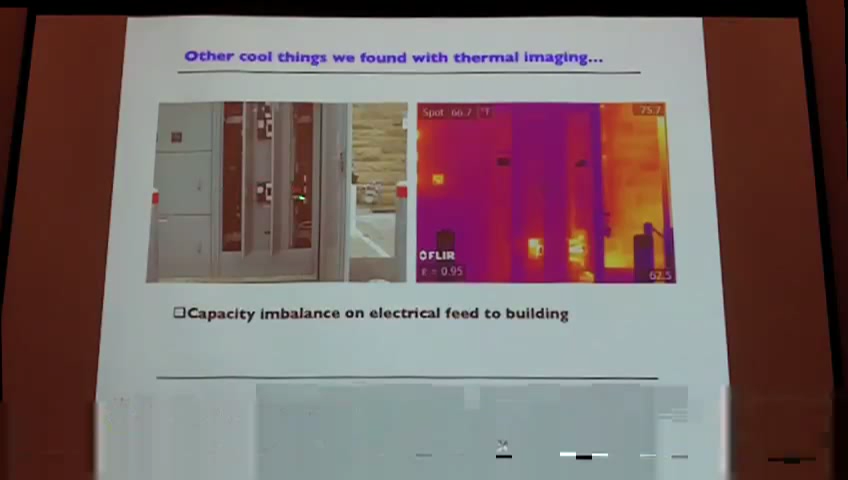 Other cool things we found with thermal imaging...
Spot 66.7 °F
75.7
FLIR
ε = 0.95
62.5
❑Capacity imbalance on electrical feed to building